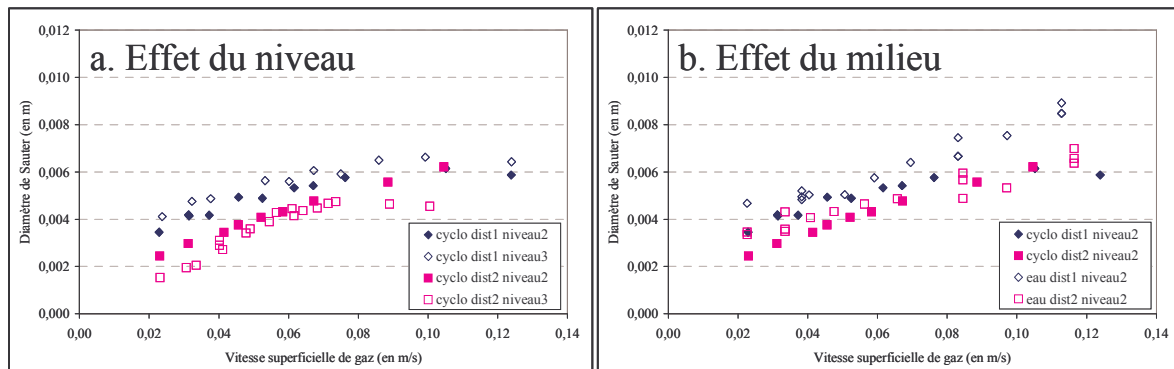 a. Effet du niveau
Diamètre de Sauter (en m)
0,012
0,010
0,008
0,006
0,004
0,002
0,000
0,00 0,02 0,04 0,06 0,08 0,10 0,12 0,14
Vitesse superficielle de gaz (en m/s)
cyclo dist1 niveau2
cyclo dist1 niveau3
cyclo dist2 niveau2
cyclo dist2 niveau3
b. Effet du milieu
Diamètre de Sauter (en m)
0,012
0,010
0,008
0,006
0,004
0,002
0,000
0,00 0,02 0,04 0,06 0,08 0,10 0,12 0,14
Vitesse superficielle de gaz (en m/s)
cyclo dist1 niveau2
cyclo dist2 niveau2
eau dist1 niveau2
eau dist2 niveau2